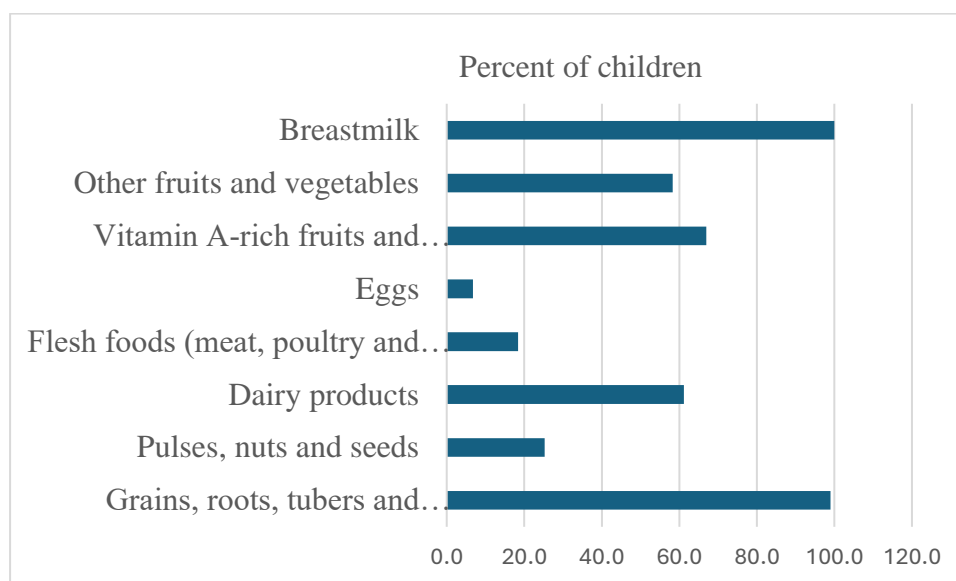 Percent of children
Breastmilk
Other fruits and vegetables
Vitamin A-rich fruits and…
Eggs
Flesh foods (meat, poultry and…
Dairy products
Pulses, nuts and seeds
Grains, roots, tubers and…
0.0 20.0 40.0 60.0 80.0 100.0 120.0